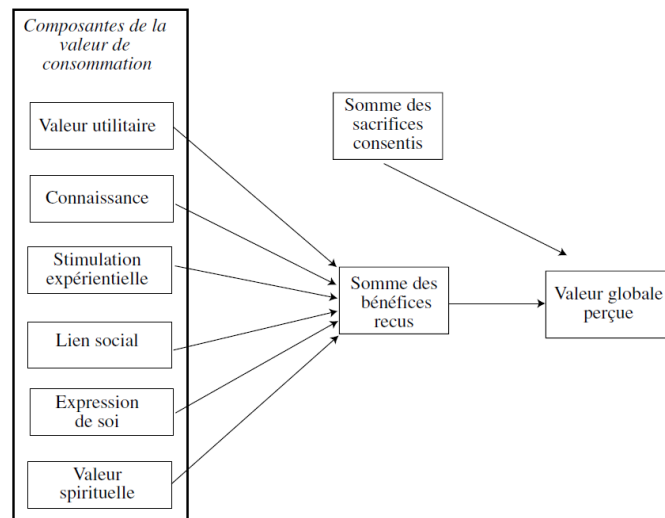 Composantes de la
valeur de
consommation
Valeur utilitaire
Connaissance
Stimulation
expérientielle
Lien social
Expression
de soi
Valeur
spirituelle
Somme des
sacrifices
consentis
Somme des
bénéfices
recus
Valeur globale
perçue